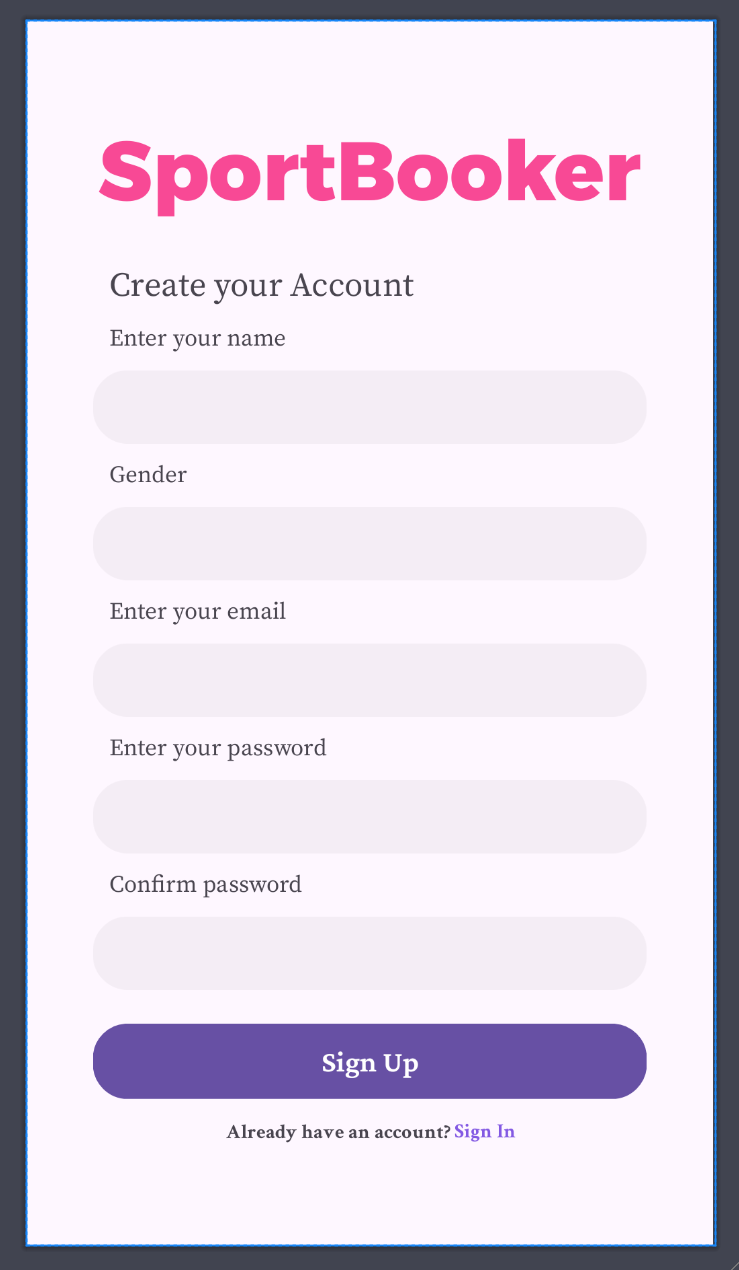 SportBooker
Create your Account
Enter your name
Gender
Enter your email
Enter your password
Confirm password
Sign Up
Already have an account? Sign In